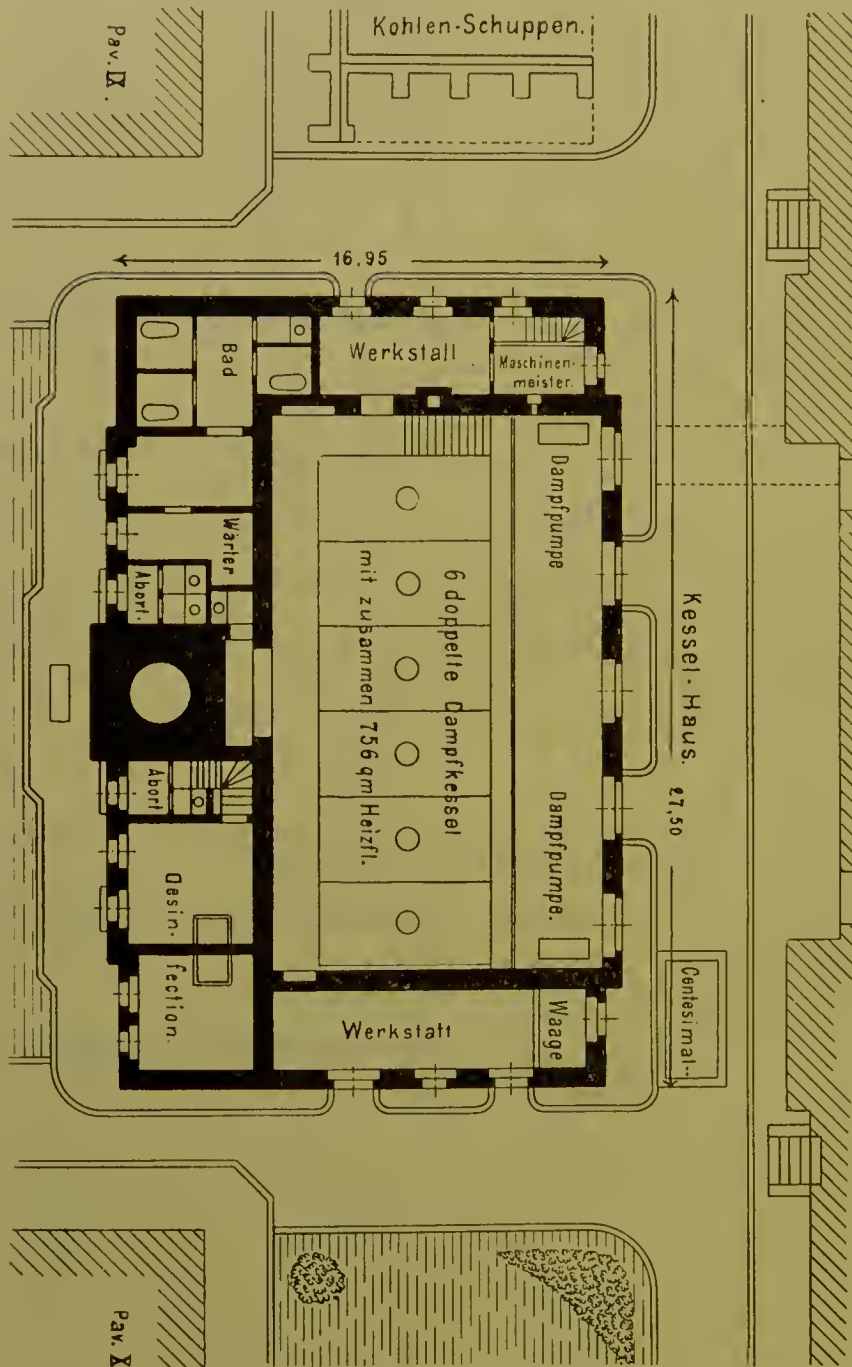 Kohlen-Schuppen.
Pav. IX.
16,95
Bad
Werkstatt
Maschinen-
meister.
Dampfpumpe
Wärter
Abort.
6 doppelte Dampfkessel
mit zusammen 756 qm Heizfl.
Kessel-Haus.
27,50
Abort
Dampfpumpe.
Desin-
fection.
Werkstatt
Waage
Centesimal-
Pav. X